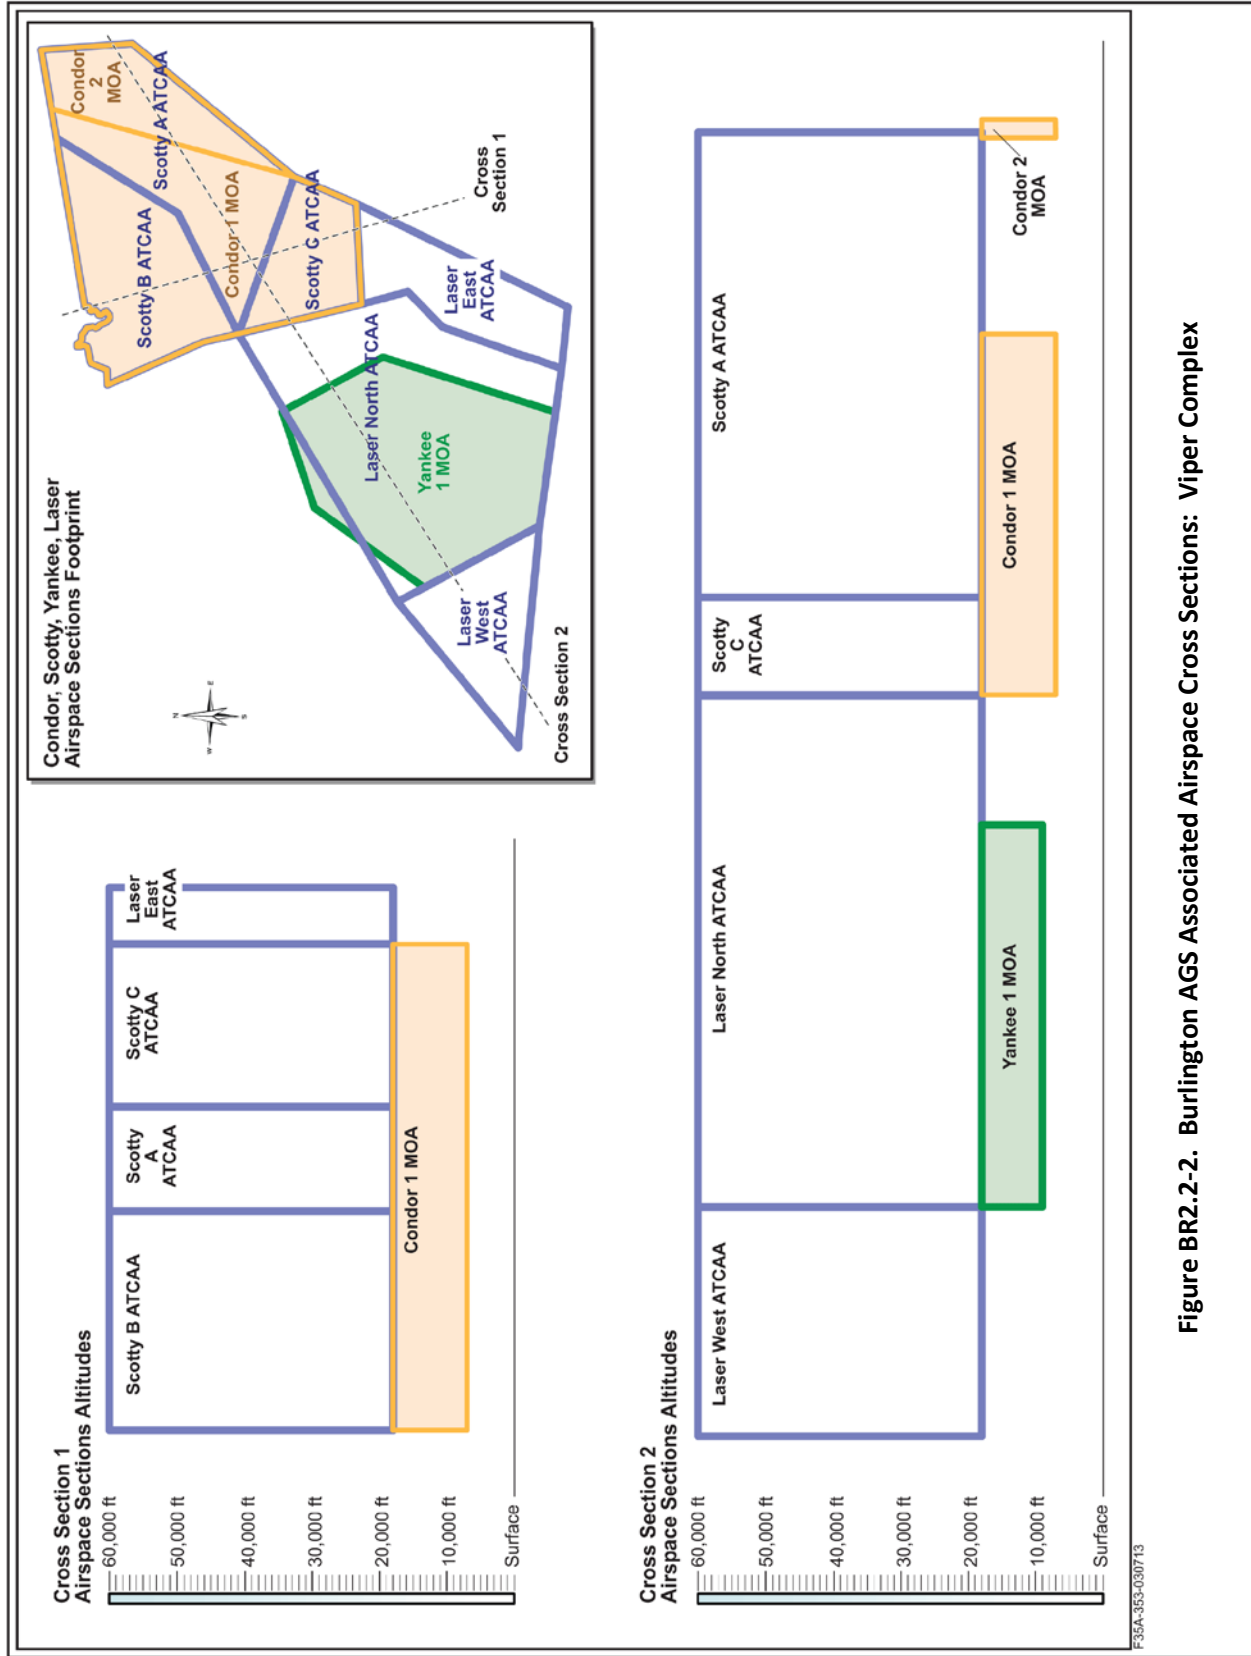 Cross Section 1
Airspace Sections Altitudes
60,000 ft
50,000 ft
40,000 ft
30,000 ft
20,000 ft
10,000 ft
Surface
Scotty B ATCAA
Scotty
A
ATCAA
Scotty C
ATCAA
Laser
East
ATCAA
Condor 1 MOA
Condor, Scotty, Yankee, Laser
Airspace Sections Footprint
N
W
E
S
Condor
2
MOA
Scotty A ATCAA
Scotty B ATCAA
Condor 1 MOA
Scotty C ATCAA
Cross
Section 1
Laser
East
ATCAA
Laser North ATCAA
Yankee
1 MOA
Laser
West
ATCAA
Cross Section 2
Cross Section 2
Airspace Sections Altitudes
60,000 ft
50,000 ft
40,000 ft
30,000 ft
20,000 ft
10,000 ft
Surface
Laser West ATCAA
Laser North ATCAA
Scotty
C
ATCAA
Scotty A ATCAA
Yankee 1 MOA
Condor 1 MOA
Condor 2
MOA
F35A-353-030713
Figure BR2.2-2. Burlington AGS Associated Airspace Cross Sections: Viper Complex